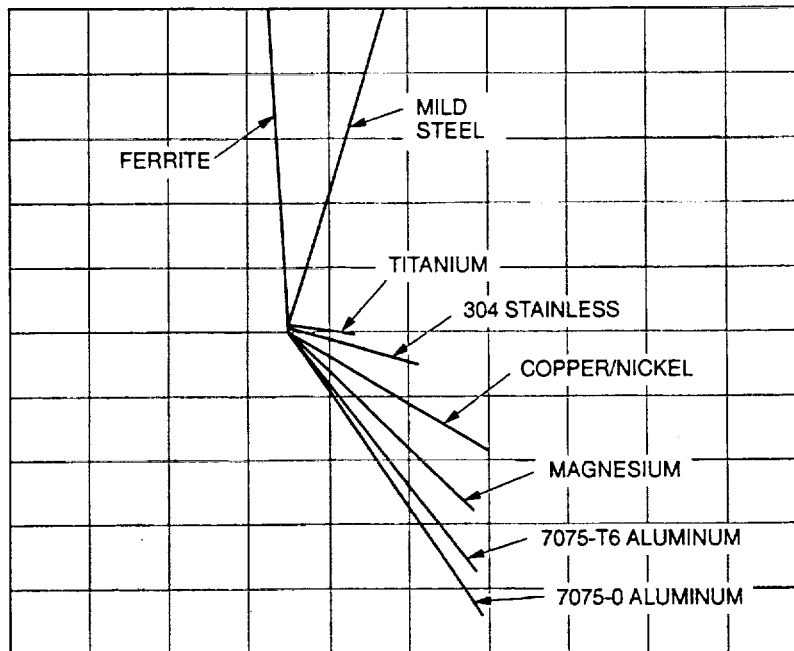 MILD
STEEL
FERRITE
TITANIUM
304 STAINLESS
COPPER/NICKEL
MAGNESIUM
7075-T6 ALUMINUM
7075-0 ALUMINUM